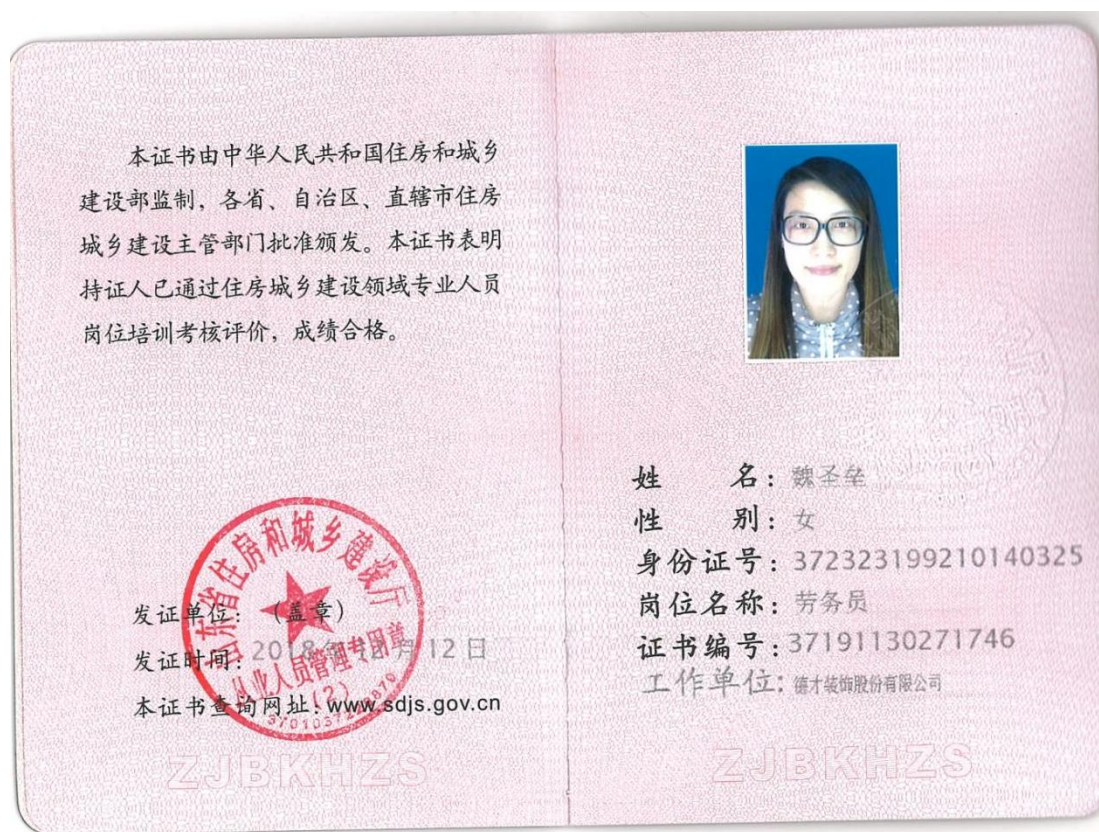 本证书由中华人民共和国住房和城乡
建设部监制，各省、自治区、直辖市住房
城乡建设主管部门批准颁发。本证书表明
持证人已通过住房城乡建设领域专业人员
岗位培训考核评价，成绩合格。
山东省住房和城乡建设厅
从业人员管理专用章
(2)
发证单位：（盖章）
发证时间：2018年12月12日
本证书查询网址：www.sdjs.gov.cn
ZJBKHZS
姓 名：魏圣
性 别：女
身份证号：372323199210140325
岗位名称：劳务员
证书编号：37191130271746
工作单位：德才装饰股份有限公司
ZJBKHZS